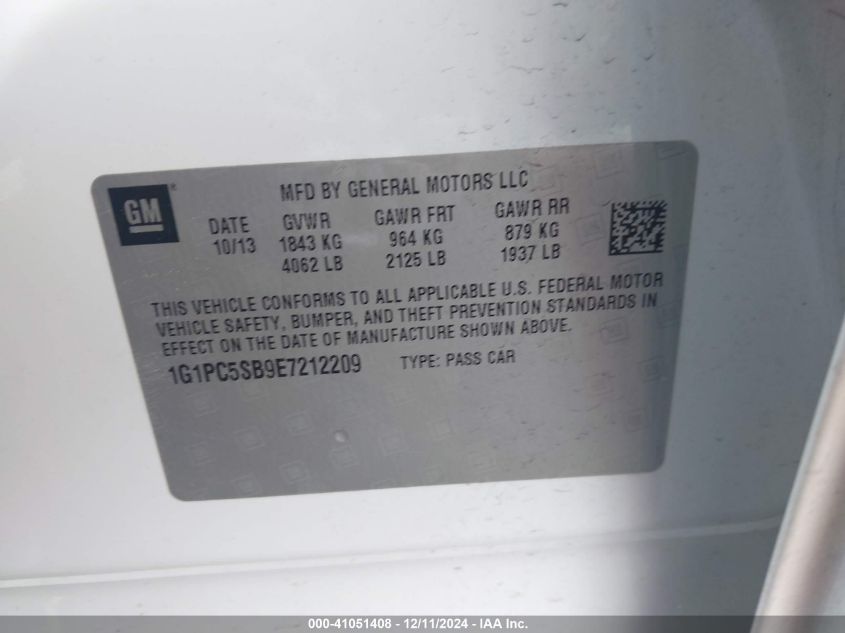 GM ®
MFD BY GENERAL MOTORS LLC
DATE GVWR GAWR FRT GAWR RR
10/13 1843 KG 964 KG 879 KG
4062 LB 2125 LB 1937 LB
THIS VEHICLE CONFORMS TO ALL APPLICABLE U.S. FEDERAL MOTOR
VEHICLE SAFETY, BUMPER, AND THEFT PREVENTION STANDARDS IN
EFFECT ON THE DATE OF MANUFACTURE SHOWN ABOVE.
1G1PC5SB9E7212209 TYPE: PASS CAR
000-41051408 - 12/11/2024 - IAA Inc.